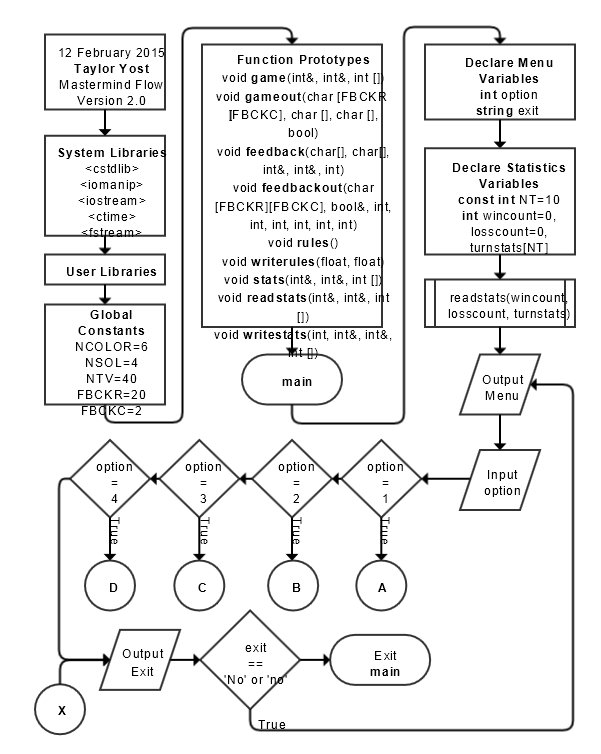 12 February 2015
Taylor Yost
Mastermind Flow
Version 2.0
System Libraries
<cstdlib>
<iomanip>
<iostream>
<ctime>
<fstream>
User Libraries
Global
Constants
NCOLOR=6
NSOL=4
NTV=40
FBCKR=20
FBCKC=2
Function Prototypes
void game(int&, int&, int [])
void gameout(char [FBCKR
][FBCKC], char [], char [],
bool)
void feedback(char[], char[],
int&, int&, int)
void feedbackout(char
[FBCKR][FBCKC], bool&, int,
int, int, int, int, int)
void rules()
void writerules(float, float)
void stats(int&, int&, int [])
void readstats(int&, int&, int
[])
void writestats(int, int&, int&,
int [])
main
Declare Menu
Variables
int option
string exit
Declare Statistics
Variables
const int NT=10
int wincount=0,
losscount=0,
turnstats[NT]
readstats(wincount,
losscount, turnstats)
Output
Menu
Input
option
option
=
1
True
A
option
=
2
True
B
option
=
3
True
C
option
=
4
True
D
X
Output
Exit
exit
==
'No' or 'no'
True
Exit
main